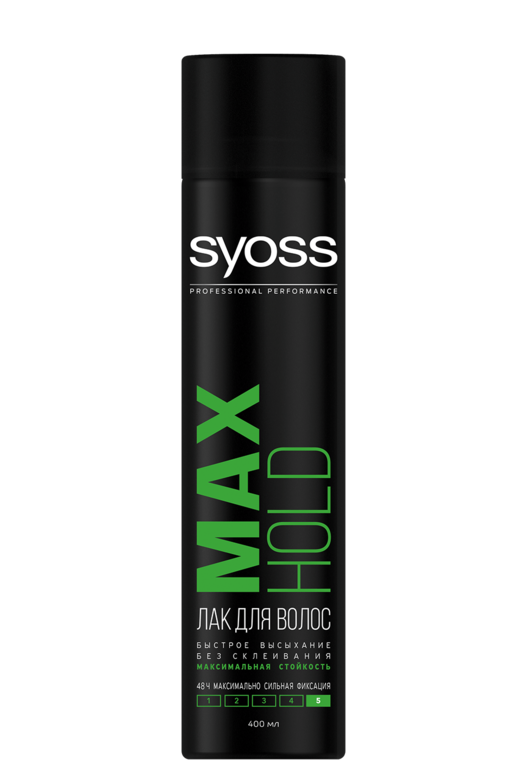 syoss
PROFESSIONAL PERFORMANCE
MAX
HOLD
ЛАК ДЛЯ ВОЛОС
БЫСТРОЕ ВЫСЫХАНИЕ
БЕЗ СКЛЕИВАНИЯ
МАКСИМАЛЬНАЯ СТОЙКОСТЬ
48 Ч МАКСИМАЛЬНО СИЛЬНАЯ ФИКСАЦИЯ
1 2 3 4 5
400 мл